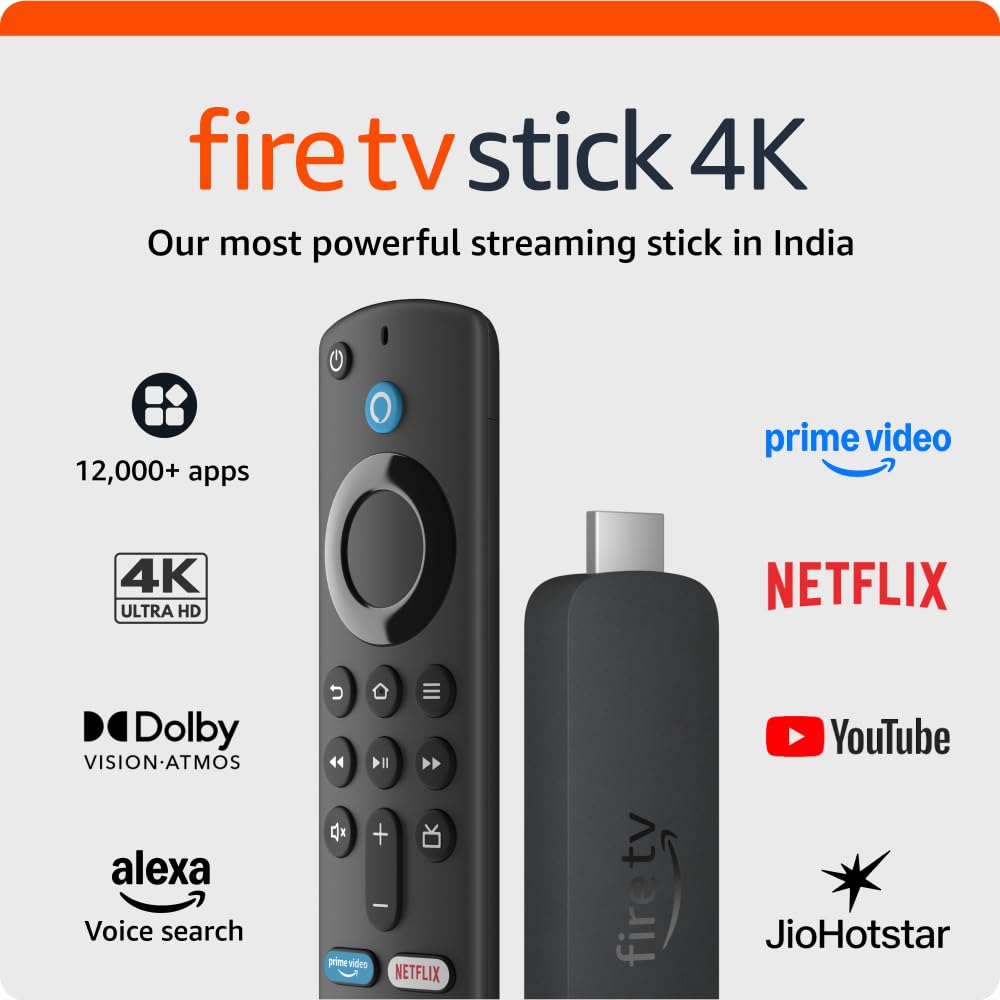 fire tv stick 4K
Our most powerful streaming stick in India
12,000+ apps
4K
ULTRA HD
Dolby
VISION·ATMOS
alexa
Voice search
prime video
NETFLIX
fire tv
prime video
NETFLIX
YouTube
JioHotstar